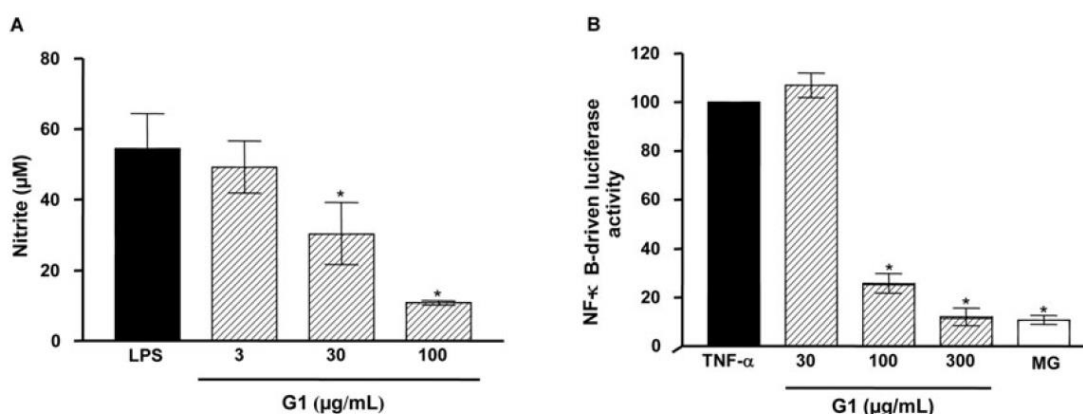 A
80
60
40
20
0
Nitrite (µM)
*
*
LPS 3 30 100
G1 (µg/mL)
B
120
100
80
60
40
20
0
NF-κ B-driven luciferase
activity
*
*
*
TNF-α 30 100 300 MG
G1 (µg/mL)